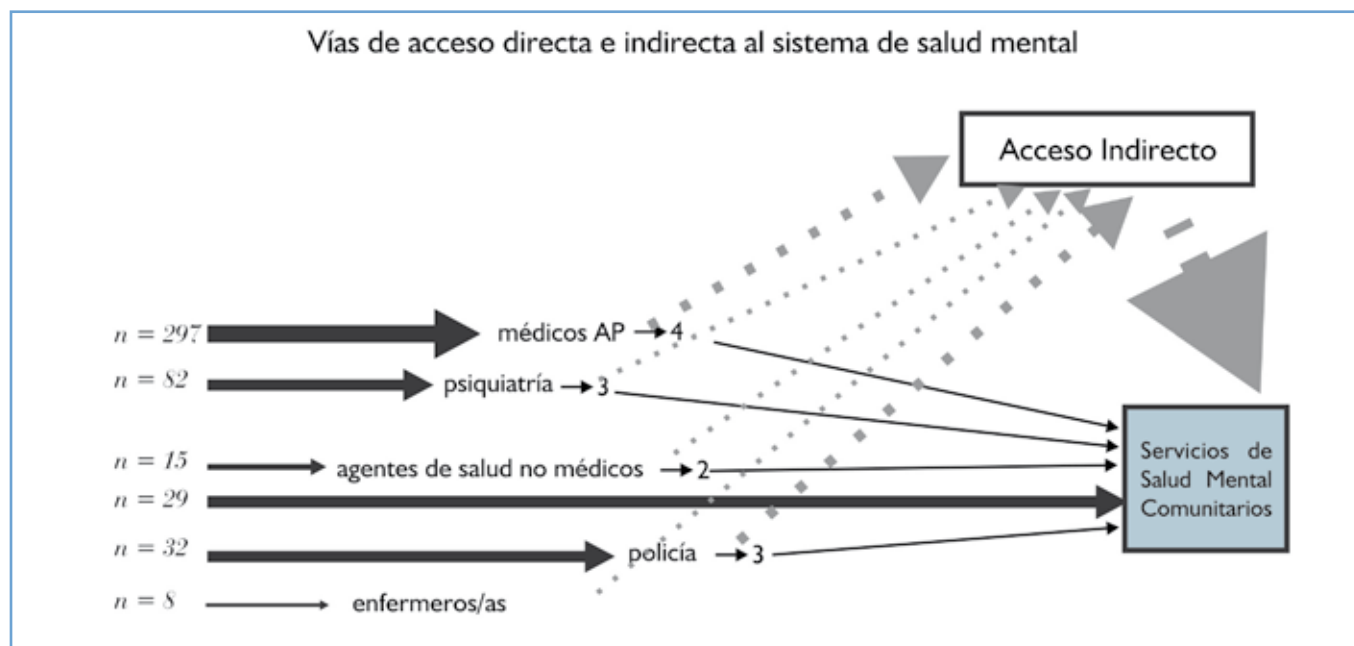 Vías de acceso directa e indirecta al sistema de salud mental
Acceso Indirecto
n = 297 médicos AP 4
n = 82 psiquiatría 3
n = 15 agentes de salud no médicos 2
n = 29
n = 32 policía 3
n = 8 enfermeros/as
Servicios de
Salud Mental
Comunitarios